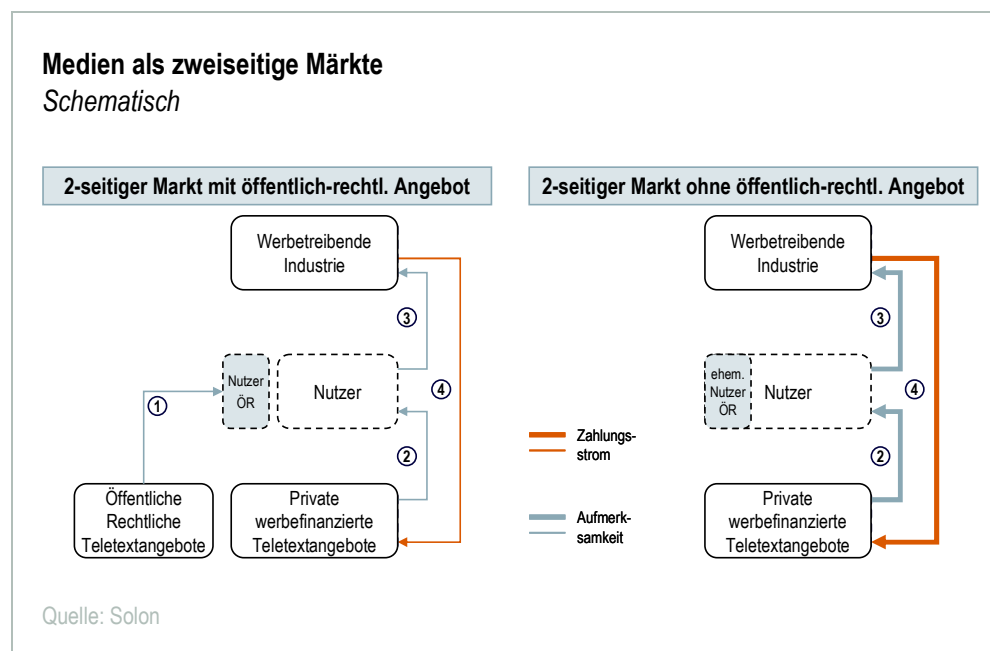 Medien als zweiseitige Märkte
Schematisch
2-seitiger Markt mit öffentlich-rechtl. Angebot
Werbetreibende
Industrie
3
Nutzer
ÖR
Nutzer
4
1
2
Öffentliche
Rechtliche
Teletextangebote
Private
werbefinanzierte
Teletextangebote
Zahlungs-
strom
Aufmerk-
samkeit
2-seitiger Markt ohne öffentlich-rechtl. Angebot
Werbetreibende
Industrie
3
ehem.
Nutzer
ÖR
Nutzer
4
2
Private
werbefinanzierte
Teletextangebote
Quelle: Solon